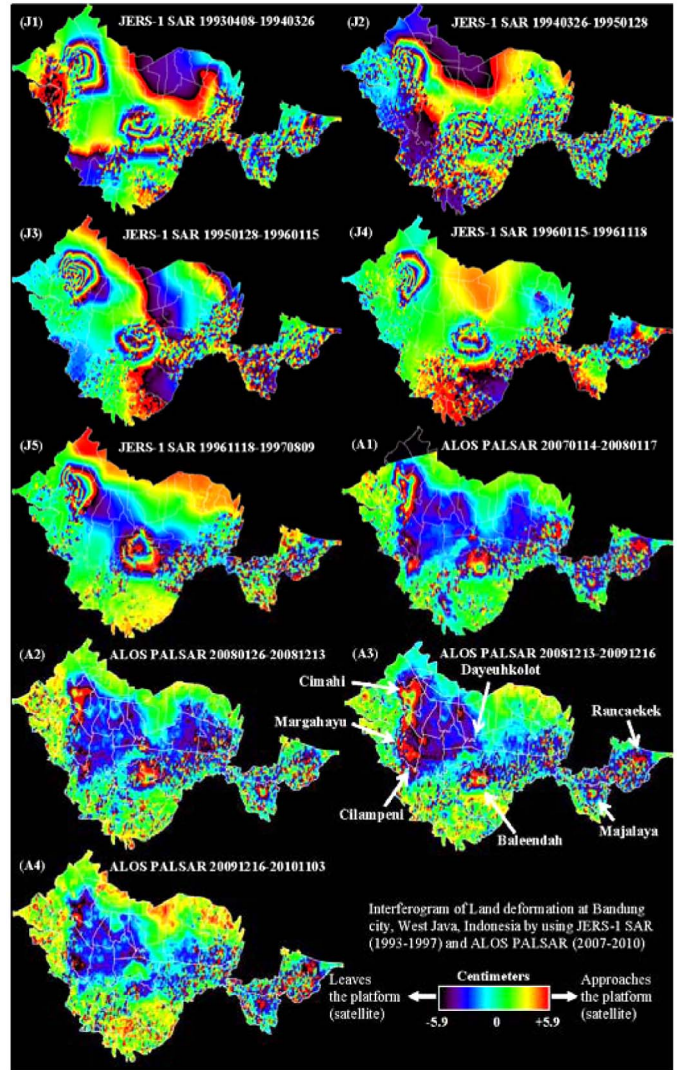 (J1) JERS-1 SAR 19930408-19940326
(J2) JERS-1 SAR 19940326-19950128
(J3) JERS-1 SAR 19950128-19960115
(J4) JERS-1 SAR 19960115-19961118
(J5) JERS-1 SAR 19961118-19970809
(A1) ALOS PALSAR 20070114-20080117
(A2) ALOS PALSAR 20080126-20081213
(A3) ALOS PALSAR 20081213-20091216
Cimahi
Dayeuhkolot
Margahayu
Rancaekek
Cilampeni
Baleendah
Majalaya
(A4) ALOS PALSAR 20091216-20101103
Interferogram of Land deformation at Bandung
city, West Java, Indonesia by using JERS-1 SAR
(1993-1997) and ALOS PALSAR (2007-2010)
Leaves
the platform
(satellite)
Centimeters
-5.9 0 +5.9
Approaches
the platform
(satellite)